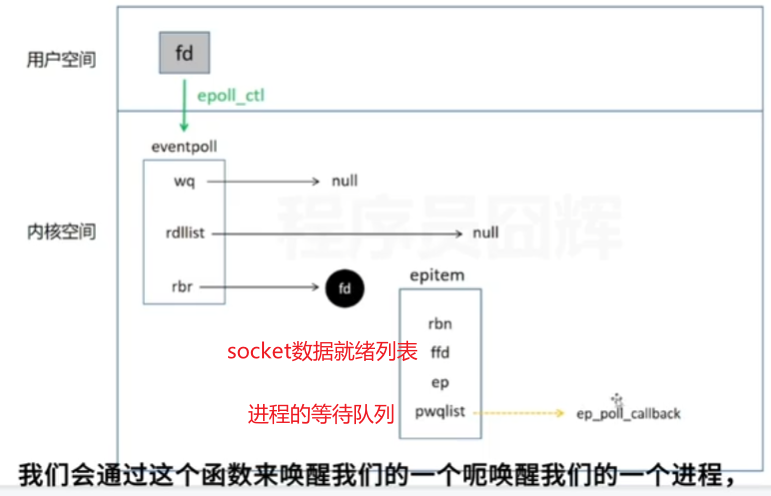 用户空间
fd
epoll_ctl
eventpoll
wq
null
程序员囧辉
内核空间
rdllist
null
rbr
fd
epitem
rbn
socket数据就绪列表
ffd
ep
进程的等待队列
pwqlist
ep_poll_callback
我们会通过这个函数来唤醒我们的一个呃唤醒我们的一个进程,